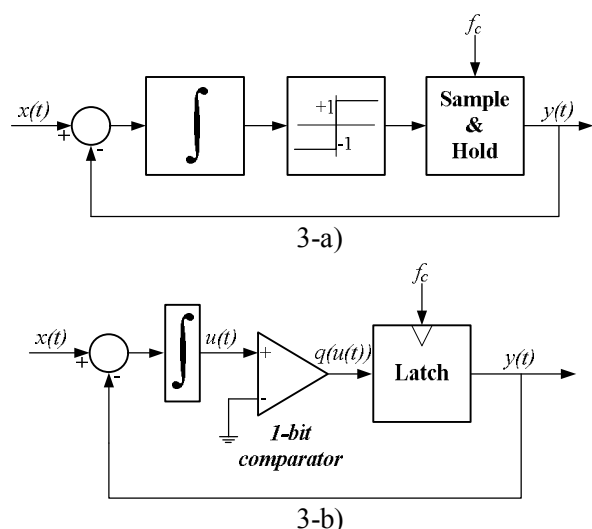 f_c
x(t)
+
-
∫
+1
-1
Sample
&
Hold
y(t)
3-a)
f_c
x(t)
+
-
∫
u(t)
+
-
q(u(t))
Latch
y(t)
1-bit
comparator
3-b)